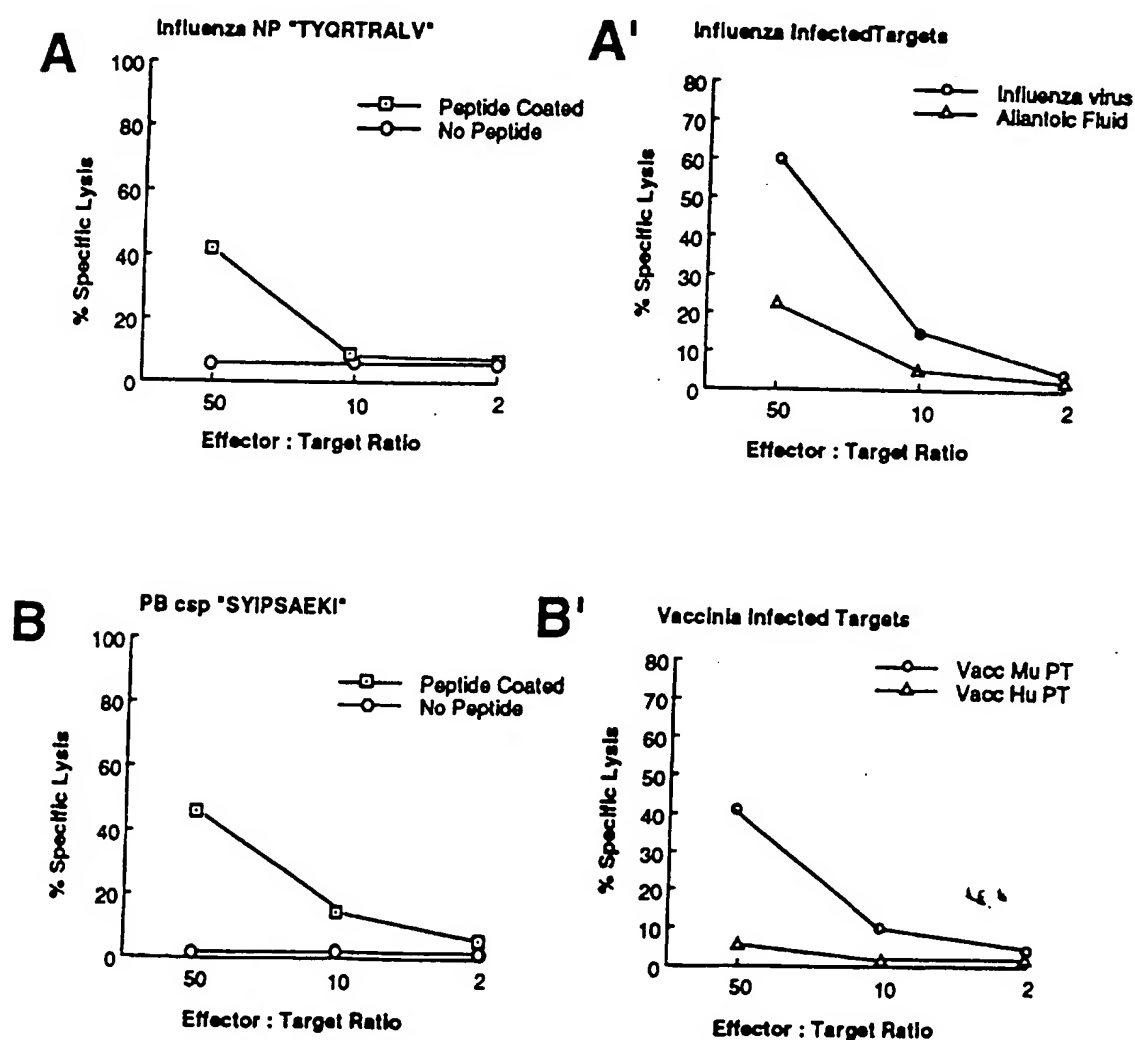 A
Influenza NP "TYQRTRALV"
100
80
60
40
20
0
% Specific Lysis
Peptide Coated
No Peptide
50 10 2
Effector : Target Ratio
A'
Influenza InfectedTargets
80
70
60
50
40
30
20
10
0
% Specific Lysis
Influenza virus
Allantoic Fluid
50 10 2
Effector : Target Ratio
B
PB csp "SYIPSAEKI"
100
80
60
40
20
0
% Specific Lysis
Peptide Coated
No Peptide
50 10 2
Effector : Target Ratio
B'
Vaccinia Infected Targets
80
70
60
50
40
30
20
10
0
% Specific Lysis
Vacc Mu PT
Vacc Hu PT
50 10 2
Effector : Target Ratio